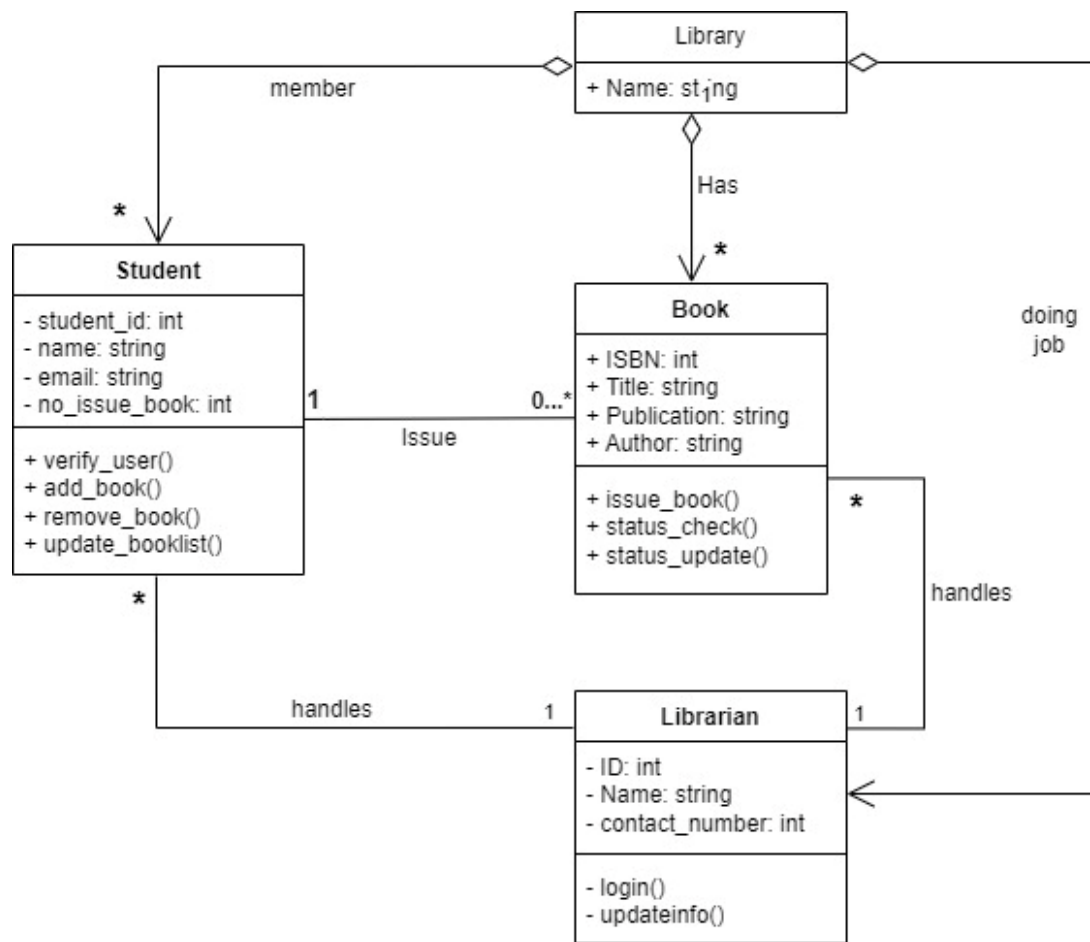 Library
+ Name: string
1
member
Has
*
*
Student
- student_id: int
- name: string
- email: string
- no_issue_book: int
+ verify_user()
+ add_book()
+ remove_book()
+ update_booklist()
*
1
Issue
0...*
Book
+ ISBN: int
+ Title: string
+ Publication: string
+ Author: string
+ issue_book()
+ status_check()
+ status_update()
*
doing
job
handles
handles
1
Librarian
1
- ID: int
- Name: string
- contact_number: int
- login()
- updateinfo()